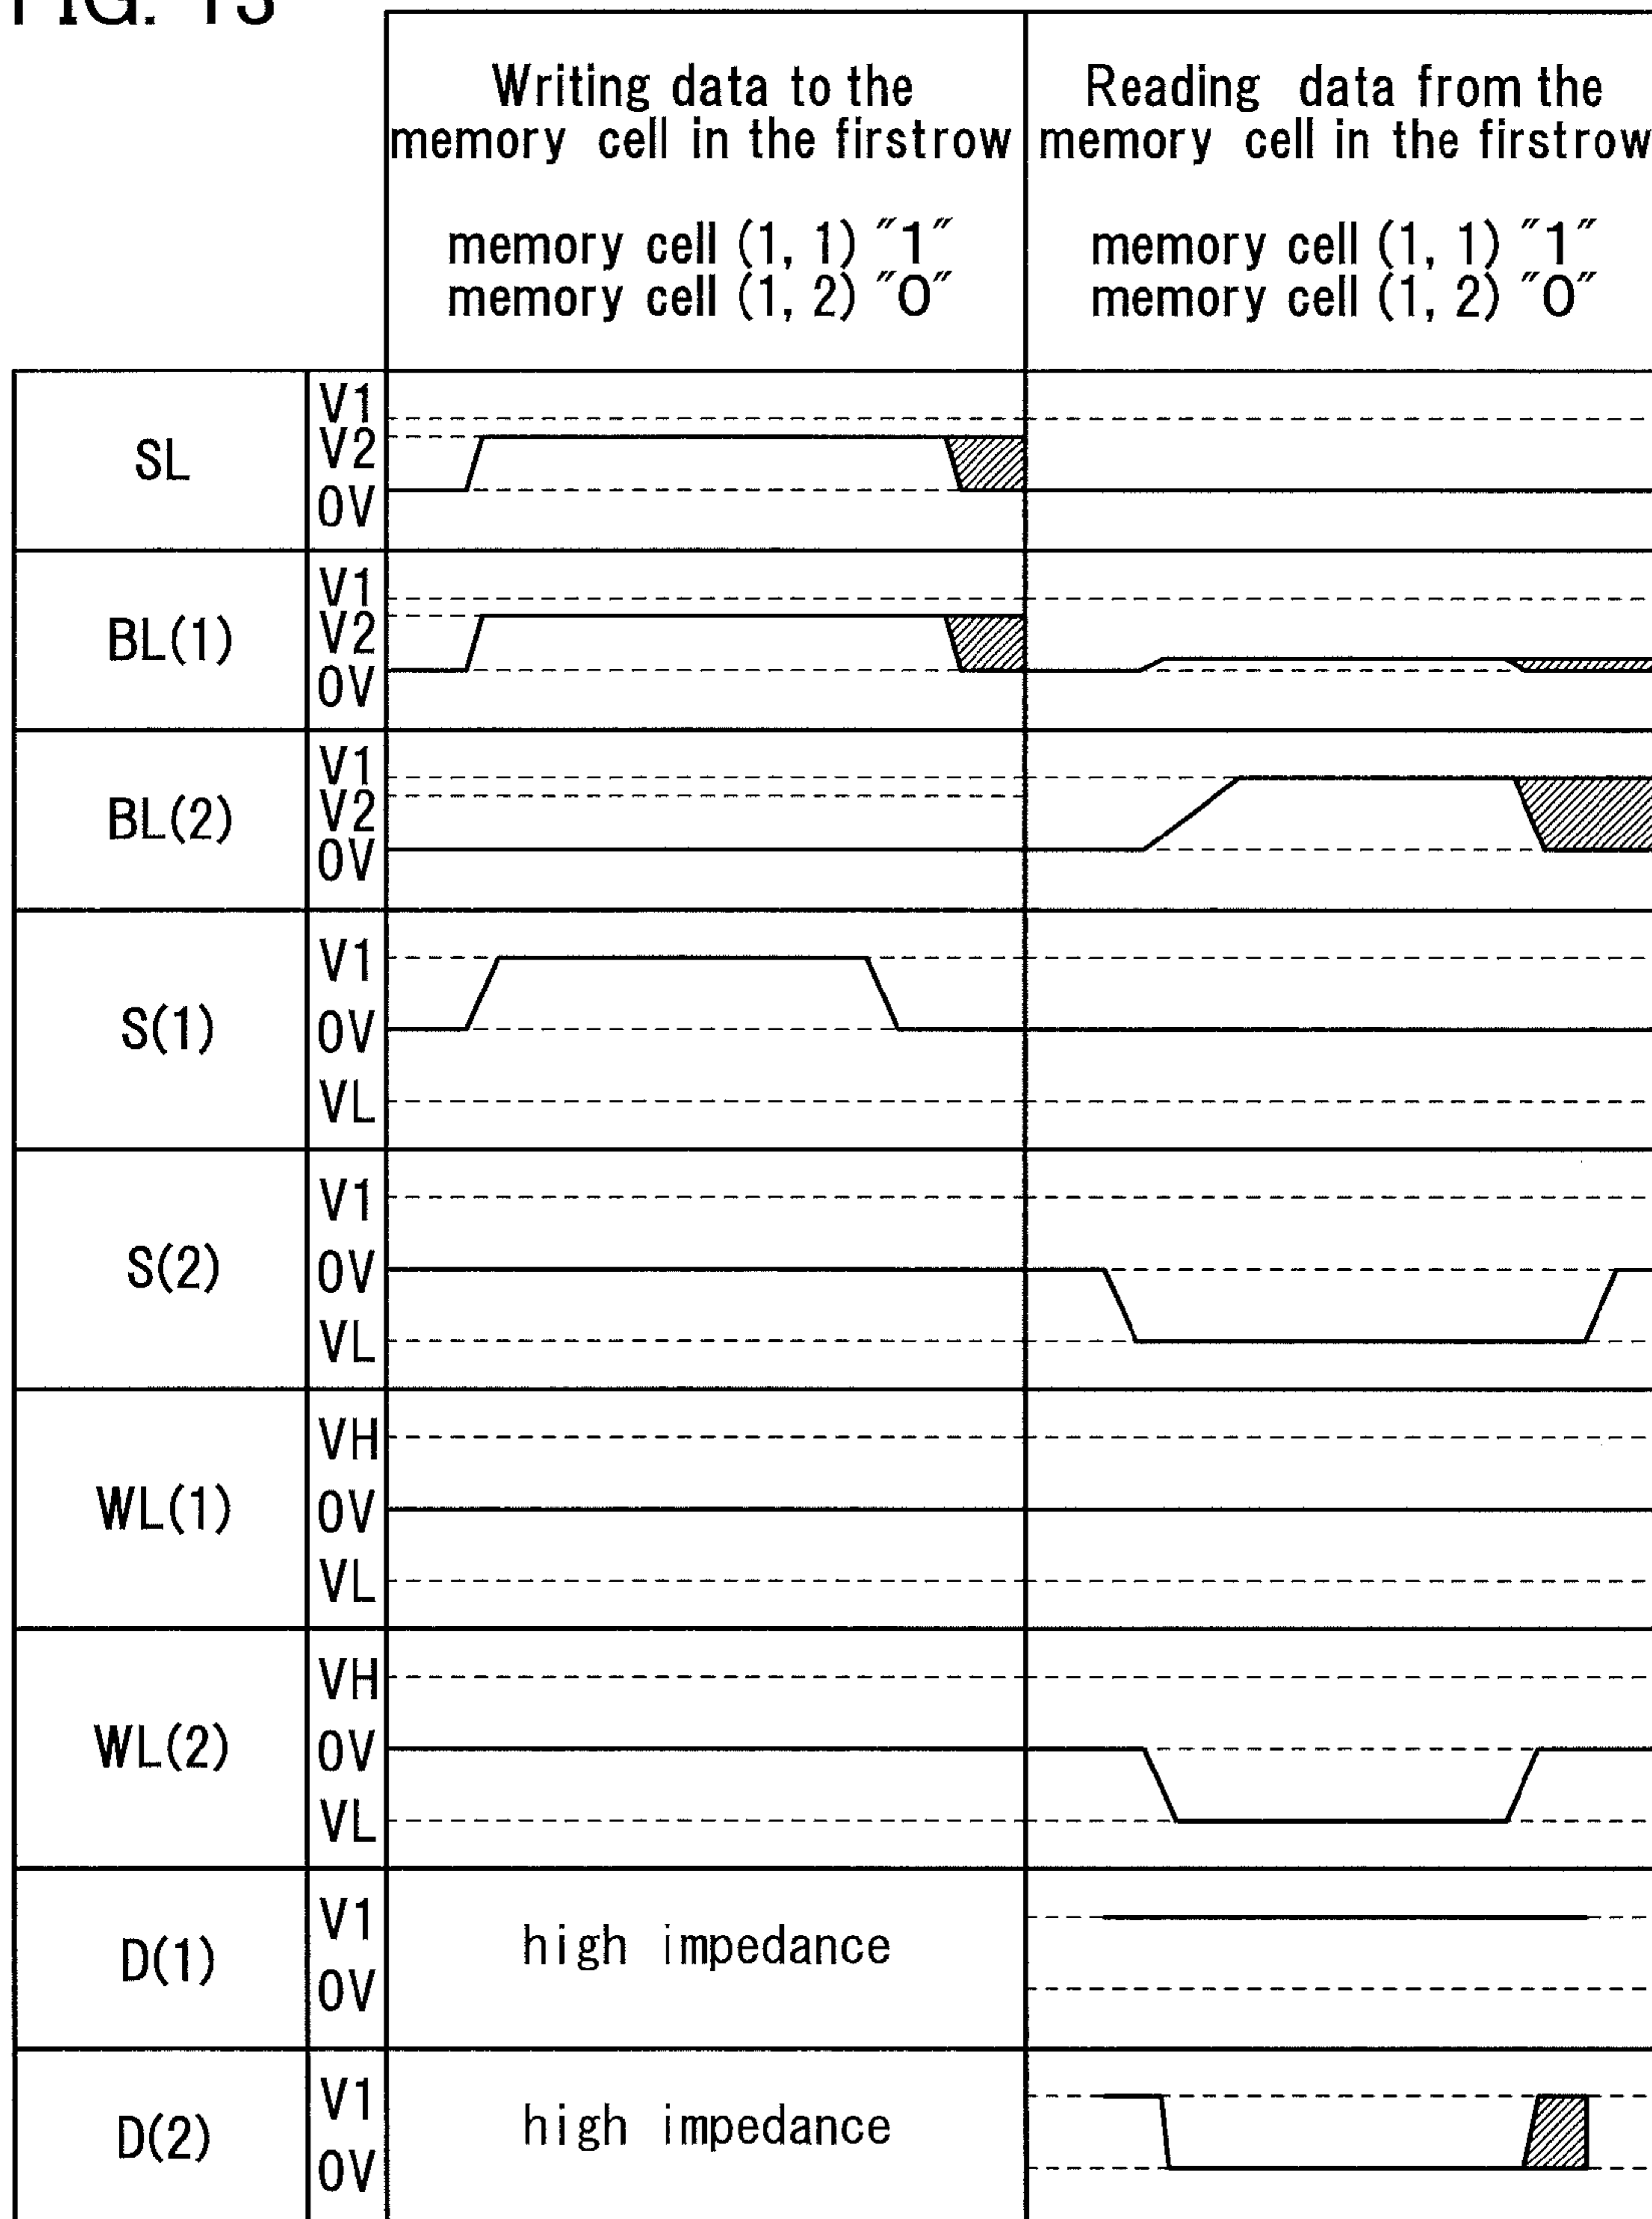 FIG. 13
Writing data to the
memory cell in the firstrow
memory cell (1, 1) ″1″
memory cell (1, 2) ″0″
Reading data from the
memory cell in the firstrow
memory cell (1, 1) ″1″
memory cell (1, 2) ″0″
SL
V1
V2
0V
BL(1)
V1
V2
0V
BL(2)
V1
V2
0V
S(1)
V1
0V
VL
S(2)
V1
0V
VL
WL(1)
VH
0V
VL
WL(2)
VH
0V
VL
D(1)
V1
0V
high impedance
D(2)
V1
0V
high impedance